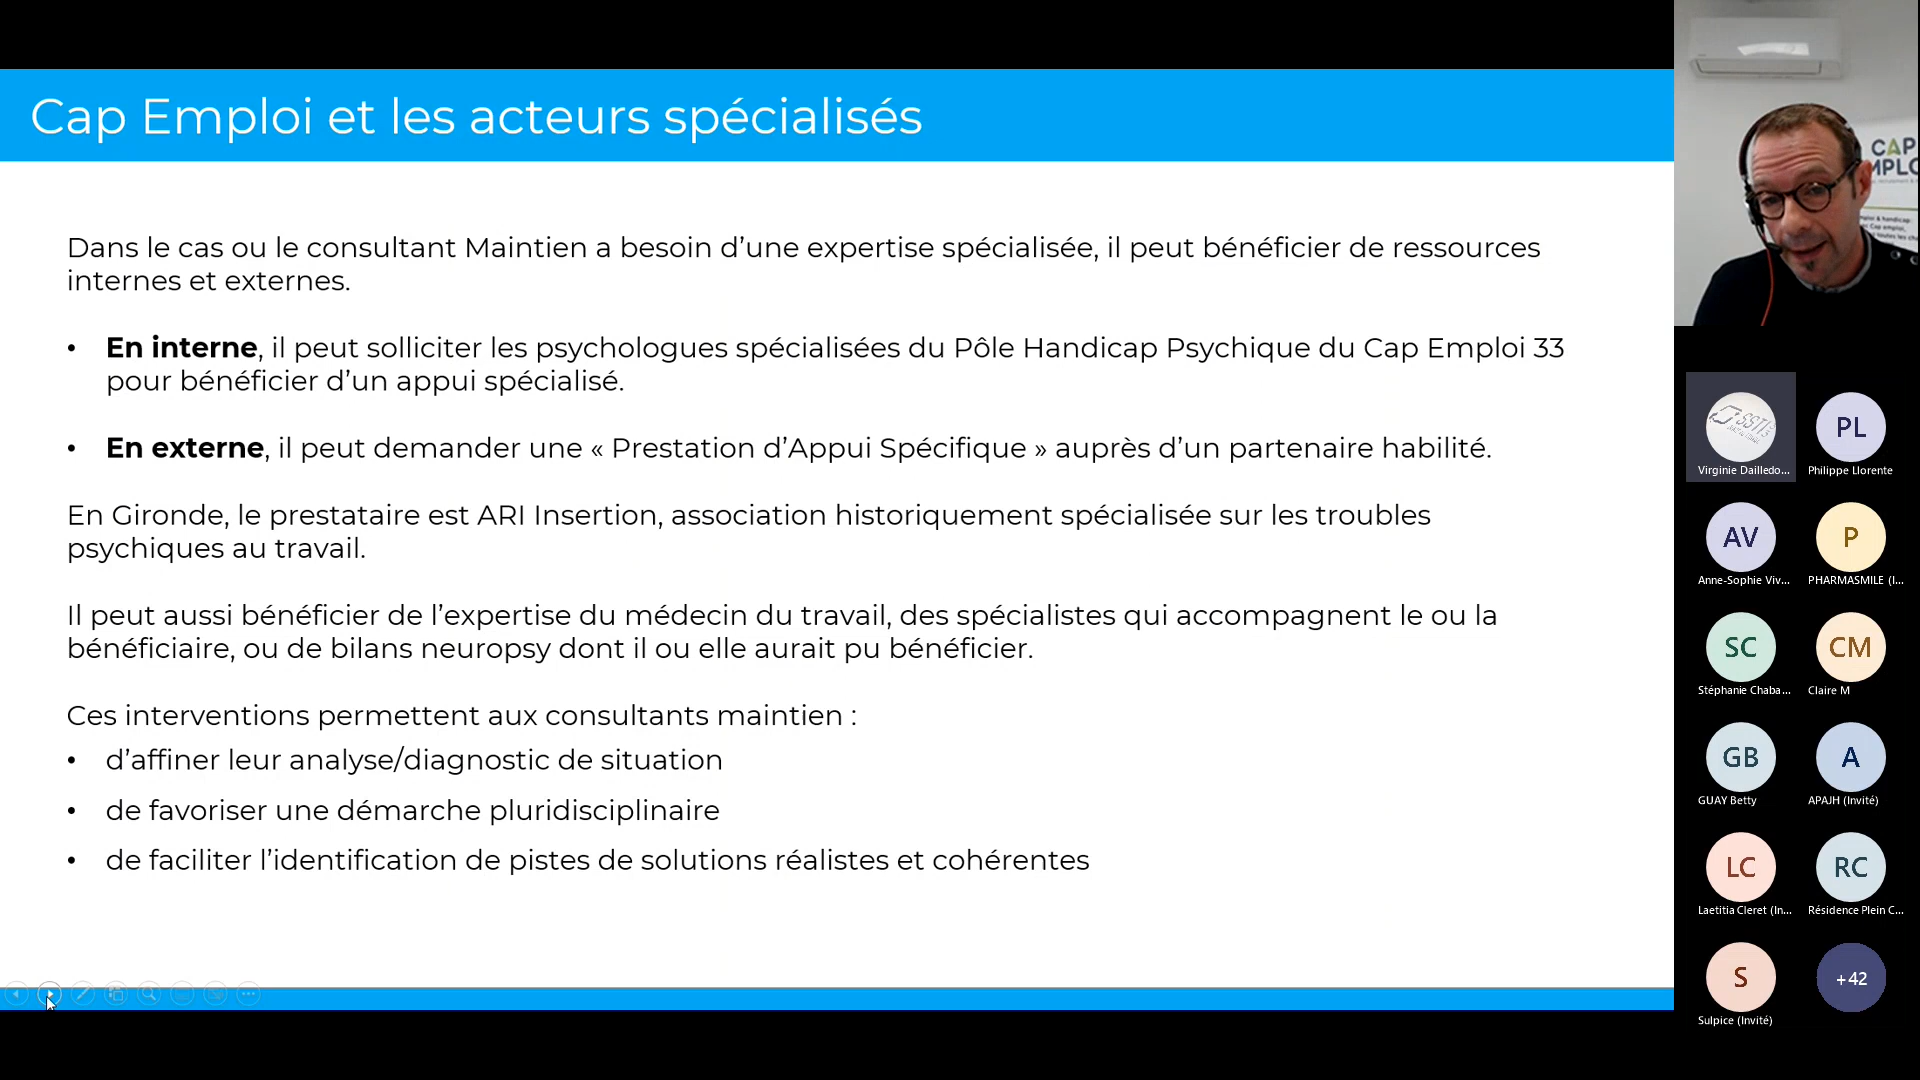 Cap Emploi et les acteurs spécialisés
Dans le cas ou le consultant Maintien a besoin d’une expertise spécialisée, il peut bénéficier de ressources
internes et externes.
• En interne, il peut solliciter les psychologues spécialisées du Pôle Handicap Psychique du Cap Emploi 33
pour bénéficier d’un appui spécialisé.
• En externe, il peut demander une « Prestation d’Appui Spécifique » auprès d’un partenaire habilité.
En Gironde, le prestataire est ARI Insertion, association historiquement spécialisée sur les troubles
psychiques au travail.
Il peut aussi bénéficier de l’expertise du médecin du travail, des spécialistes qui accompagnent le ou la
bénéficiaire, ou de bilans neuropsy dont il ou elle aurait pu bénéficier.
Ces interventions permettent aux consultants maintien :
• d’affiner leur analyse/diagnostic de situation
• de favoriser une démarche pluridisciplinaire
• de faciliter l’identification de pistes de solutions réalistes et cohérentes
CAP
MPLO
Virginie Dailledo...
PL
Philippe Llorente
AV
Anne-Sophie Viv...
P
PHARMASMILE (I...
SC
Stéphanie Chaba...
CM
Claire M
GB
GUAY Betty
A
APAJH (Invité)
LC
Laetitia Cleret (In...
RC
Résidence Plein C...
S
Sulpice (Invité)
+42